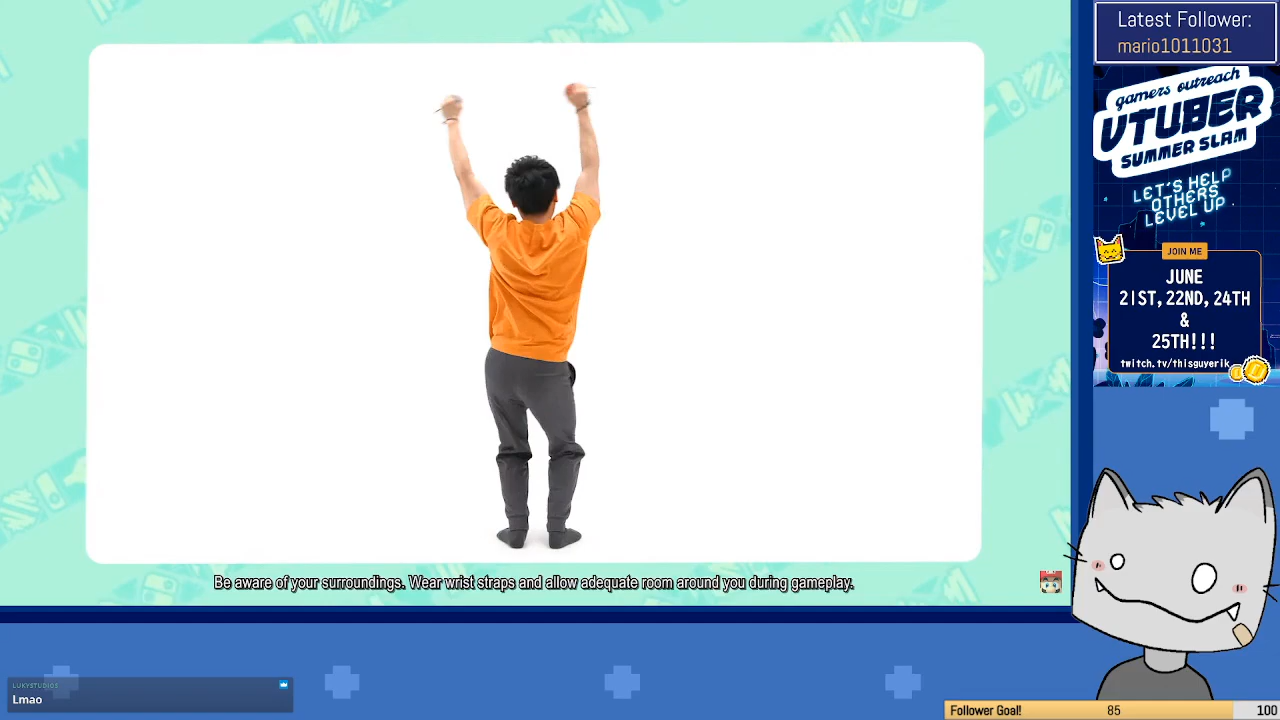 Latest Follower:
mario1011031
gamers outreach
VTUBER
SUMMER SLAM
LET'S HELP
OTHERS
LEVEL UP
JOIN ME
JUNE
21ST, 22ND, 24TH
&
25TH!!!
twitch.tv/thisguyerik
Be aware of your surroundings. Wear wrist straps and allow adequate room around you during gameplay.
LUKYSTUDIOS
Lmao
Follower Goal! 85 100